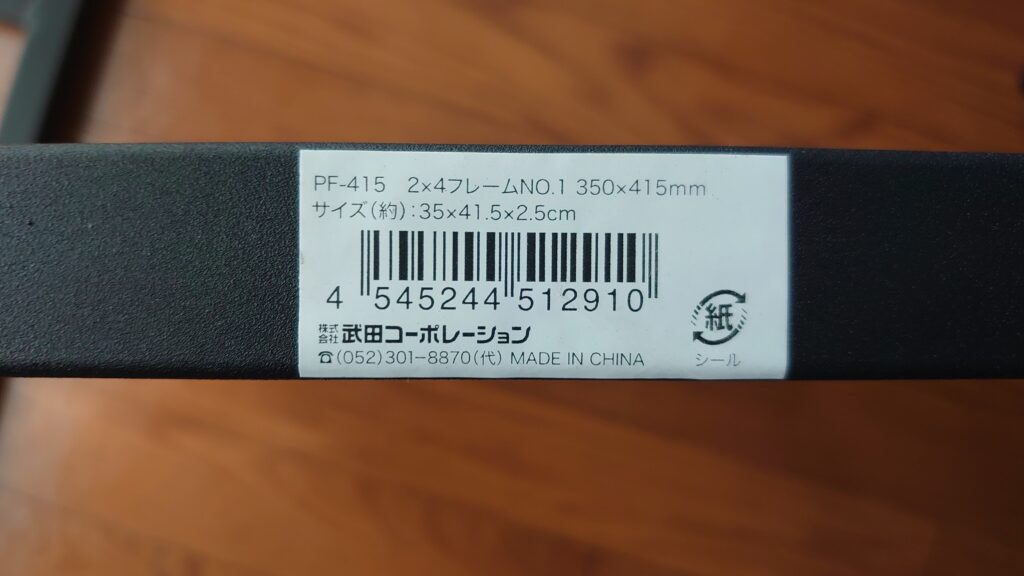 PF-415 2×4フレームNO.1 350×415mm
サイズ(約):35×41.5×2.5cm
4 545244 512910
株式会社 武田コーポレーション
☎(052)301-8870(代) MADE IN CHINA
紙
シール